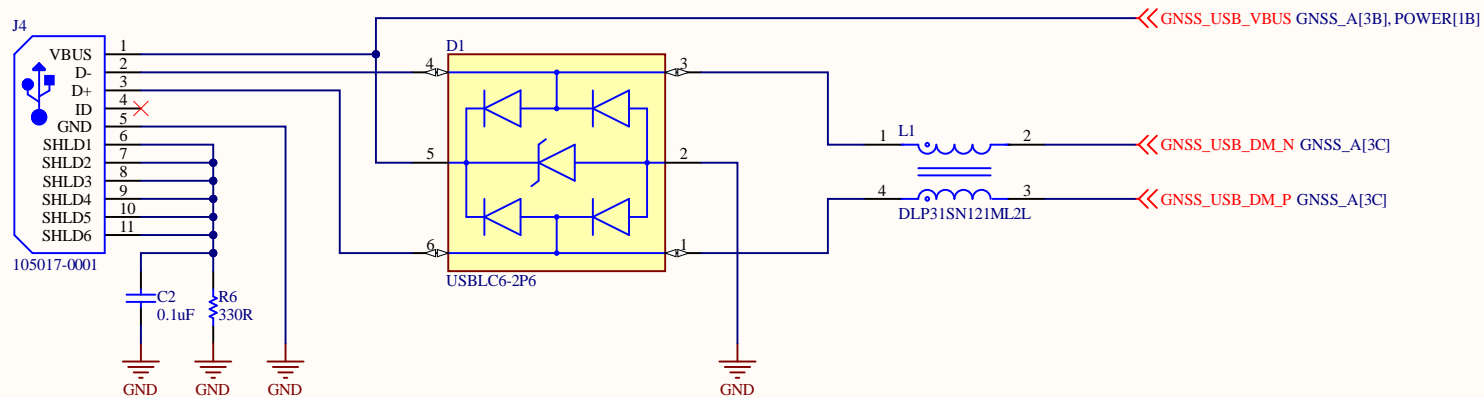 GNSS_USB_VBUS GNSS_A[3B], POWER[1B]
J4
VBUS 1
D- 2
D+ 3
ID 4
GND 5
SHLD1 6
SHLD2 7
SHLD3 8
SHLD4 9
SHLD5 10
SHLD6 11
105017-0001
D1
4 3
5 2
6 1
USBLC6-2P6
L1
1 2
4 3
DLP31SN121ML2L
GNSS_USB_DM_N GNSS_A[3C]
GNSS_USB_DM_P GNSS_A[3C]
C2
0.1uF
R6
330R
GND
GND
GND
GND